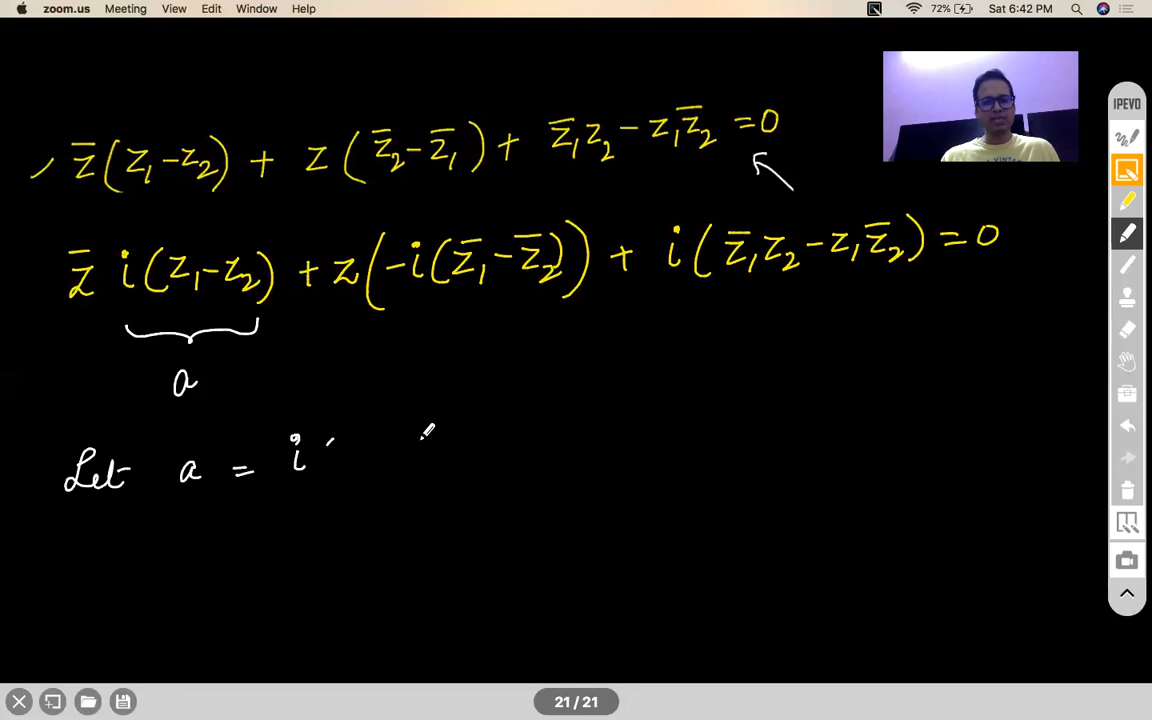 zoom.us Meeting View Edit Window Help 72% Sat 6:42 PM
IPEVO
z̄(z₁-z₂) + z(z̄₂-z̄₁) + z̄₁z₂ - z₁z̄₂ = 0
z̄ i(z₁-z₂) + z(-i(z̄₁-z̄₂)) + i(z̄₁z₂ - z₁z̄₂) = 0
a
Let a = i
21 / 21